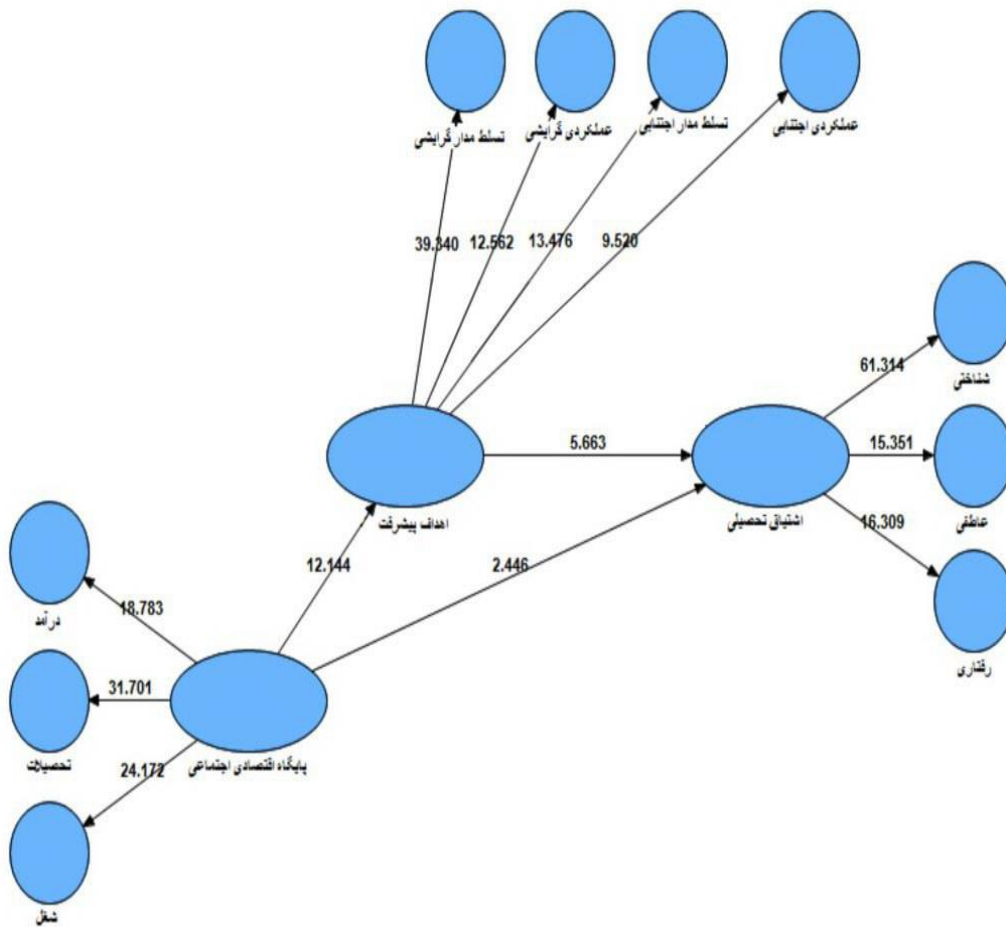 تسلط مدار گرایشی
عملکردی گرایشی
تسلط مدار اجتنابی
عملکردی اجتنابی
39.340
12.562
13.476
9.520
شناختی
61.314
5.663
15.351
عاطفی
اهداف پیشرفت
اشتیاق تحصیلی
16.309
12.144
2.446
18.783
درآمد
رفتاری
31.701
تحصیلات
پایگاه اقتصادی اجتماعی
24.172
شغل